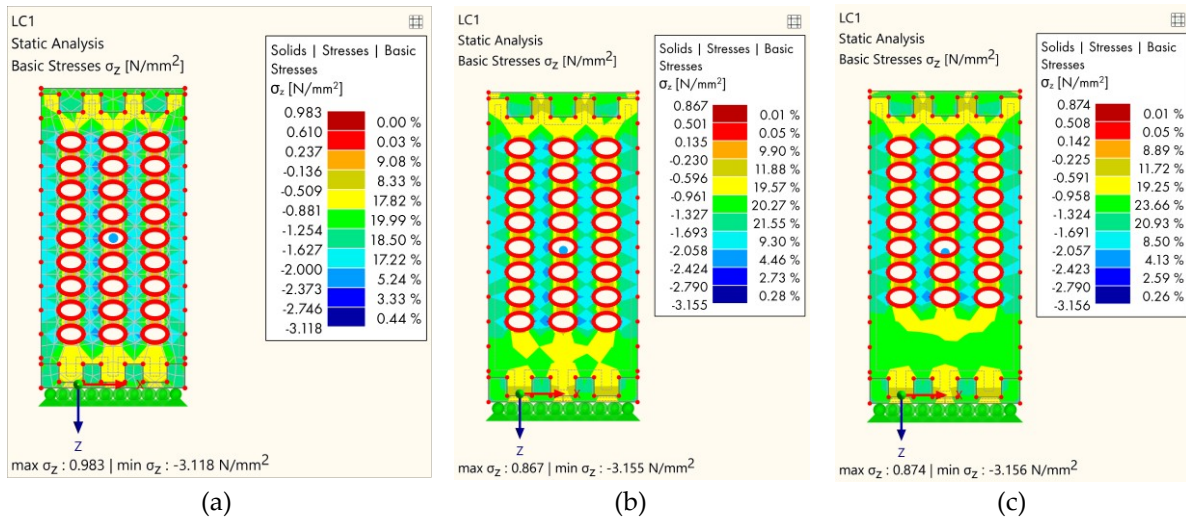 LC1
Static Analysis
Basic Stresses σz [N/mm²]
Solids | Stresses | Basic
Stresses
σz [N/mm²]
0.983
0.00 %
0.610
0.03 %
0.237
9.08 %
-0.136
8.33 %
-0.509
17.82 %
-0.881
19.99 %
-1.254
18.50 %
-1.627
17.22 %
-2.000
5.24 %
-2.373
3.33 %
-2.746
0.44 %
-3.118
X
Z
max σz : 0.983 | min σz : -3.118 N/mm²
(a)
LC1
Static Analysis
Basic Stresses σz [N/mm²]
Solids | Stresses | Basic
Stresses
σz [N/mm²]
0.867
0.01 %
0.501
0.05 %
0.135
9.90 %
-0.230
11.88 %
-0.596
19.57 %
-0.961
20.27 %
-1.327
21.55 %
-1.693
9.30 %
-2.058
4.46 %
-2.424
2.73 %
-2.790
0.28 %
-3.155
X
Z
max σz : 0.867 | min σz : -3.155 N/mm²
(b)
LC1
Static Analysis
Basic Stresses σz [N/mm²]
Solids | Stresses | Basic
Stresses
σz [N/mm²]
0.874
0.01 %
0.508
0.05 %
0.142
8.89 %
-0.225
11.72 %
-0.591
19.25 %
-0.958
23.66 %
-1.324
20.93 %
-1.691
8.50 %
-2.057
4.13 %
-2.423
2.59 %
-2.790
0.26 %
-3.156
X
Z
max σz : 0.874 | min σz : -3.156 N/mm²
(c)